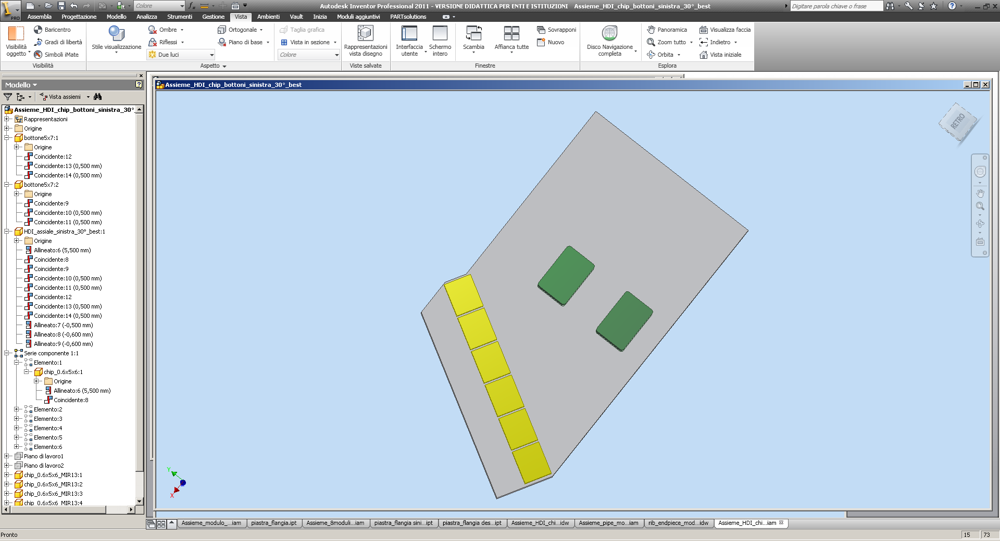 PRO
Colore
Autodesk Inventor Professional 2011 - VERSIONE DIDATTICA PER ENTI E ISTITUZIONI    Assieme_HDI_chip_bottoni_sinistra_30°_best
Digitare parola chiave o frase
Assembla Progettazione Modello Analizza Strumenti Gestione Vista Ambienti Vault Inizia Moduli aggiuntivi PARTsolutions
Visibilità oggetto
Baricentro
Gradi di libertà
Simboli iMate
Visibilità
Stile visualizzazione
Ombre
Riflessi
Due luci
Ortogonale
Piano di base
Aspetto
Taglia grafica
Vista in sezione
Colore
Rappresentazioni vista disegno
Viste salvate
Interfaccia utente
Schermo intero
Scambia
Affianca tutte
Sovrapponi
Nuovo
Finestre
Disco Navigazione completa
Panoramica
Zoom tutto
Orbita
Visualizza faccia
Indietro
Vista iniziale
Esplora
Modello
Vista assiemi
Assieme_HDI_chip_bottoni_sinistra_30°_
Rappresentazioni
Origine
bottone5x7:1
Origine
Coincidente:12
Coincidente:13 (0,500 mm)
Coincidente:14 (0,500 mm)
bottone5x7:2
Origine
Coincidente:9
Coincidente:10 (0,500 mm)
Coincidente:11 (0,500 mm)
HDI_assiale_sinistra_30°_best:1
Origine
Allineato:6 (5,500 mm)
Coincidente:8
Coincidente:9
Coincidente:10 (0,500 mm)
Coincidente:11 (0,500 mm)
Coincidente:12
Coincidente:13 (0,500 mm)
Coincidente:14 (0,500 mm)
Allineato:7 (-0,500 mm)
Allineato:8 (-0,600 mm)
Allineato:9 (-0,600 mm)
Serie componente 1:1
Elemento:1
chip_0.6x5x6:1
Origine
Allineato:6 (5,500 mm)
Coincidente:8
Elemento:2
Elemento:3
Elemento:4
Elemento:5
Elemento:6
Piano di lavoro1
Piano di lavoro2
chip_0.6x5x6_MIR13:1
chip_0.6x5x6_MIR13:2
chip_0.6x5x6_MIR13:3
chip_0.6x5x6_MIR13:4
Assieme_HDI_chip_bottoni_sinistra_30°_best
RETRO
Y
X
Assieme_modulo_...iam piastra_flangia.ipt Assieme_8moduli...iam piastra_flangia sini...ipt piastra_flangia des...ipt Assieme_HDI_chi...idw Assieme_pipe_mo...iam rib_endpiece_mod...idw Assieme_HDI_chi...iam
Pronto
15 73